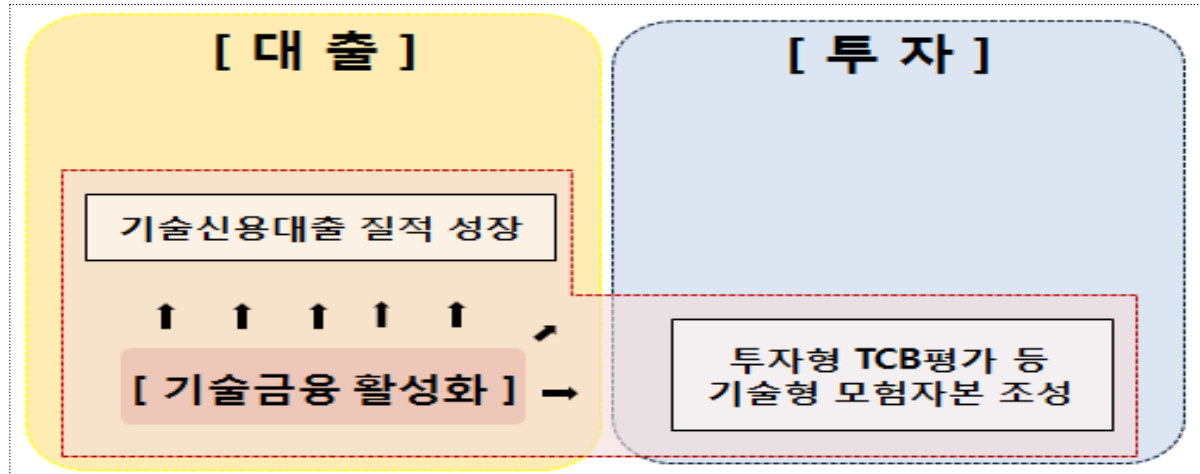 [ 대 출 ]
[ 투 자 ]
기술신용대출 질적 성장
투자형 TCB평가 등
기술형 모험자본 조성
[ 기술금융 활성화 ]